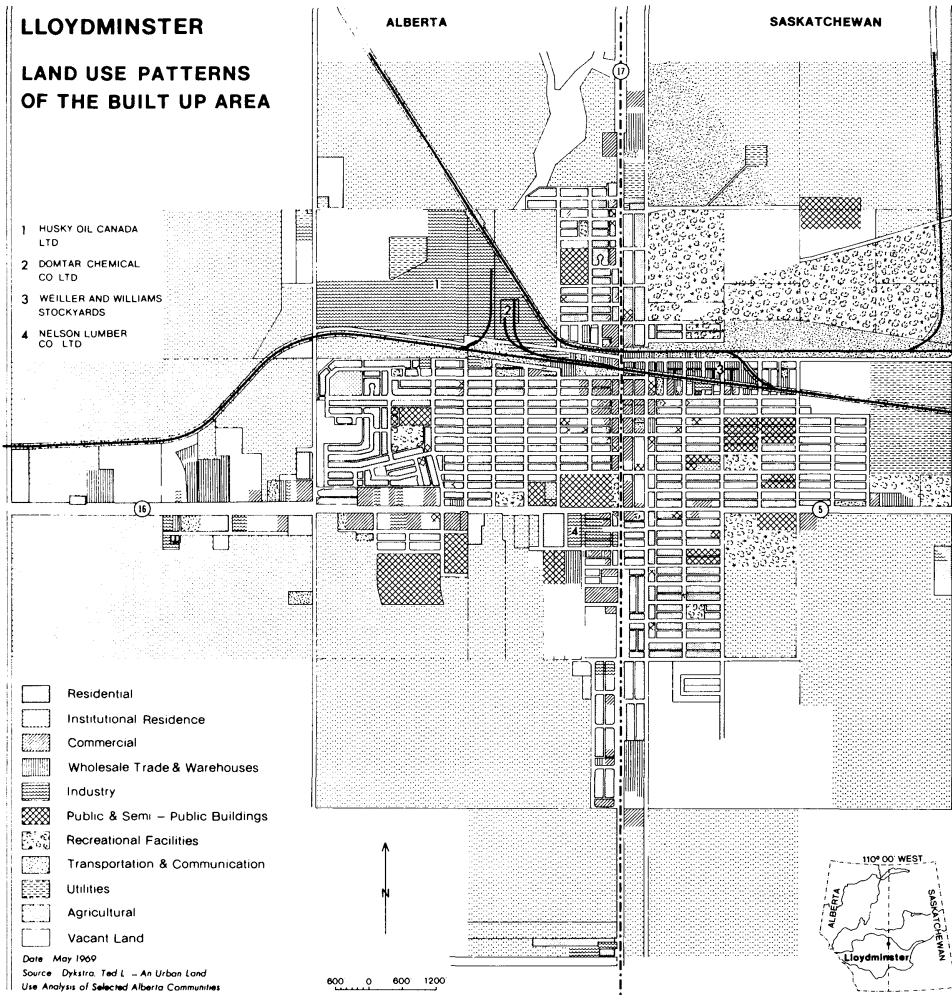 LLOYDMINSTER
LAND USE PATTERNS
OF THE BUILT UP AREA
ALBERTA
SASKATCHEWAN
17
1 HUSKY OIL CANADA
LTD
2 DOMTAR CHEMICAL
CO LTD
3 WEILLER AND WILLIAMS
STOCKYARDS
4 NELSON LUMBER
CO LTD
1
2
3
16
5
4
Residential
Institutional Residence
Commercial
Wholesale Trade & Warehouses
Industry
Public & Semi – Public Buildings
Recreational Facilities
Transportation & Communication
Utilities
Agricultural
Vacant Land
Date May 1969
Source Dykstra, Ted L – An Urban Land
Use Analysis of Selected Alberta Communities
N
600 0 600 1200
110° 00' WEST
ALBERTA
SASKATCHEWAN
Lloydminster